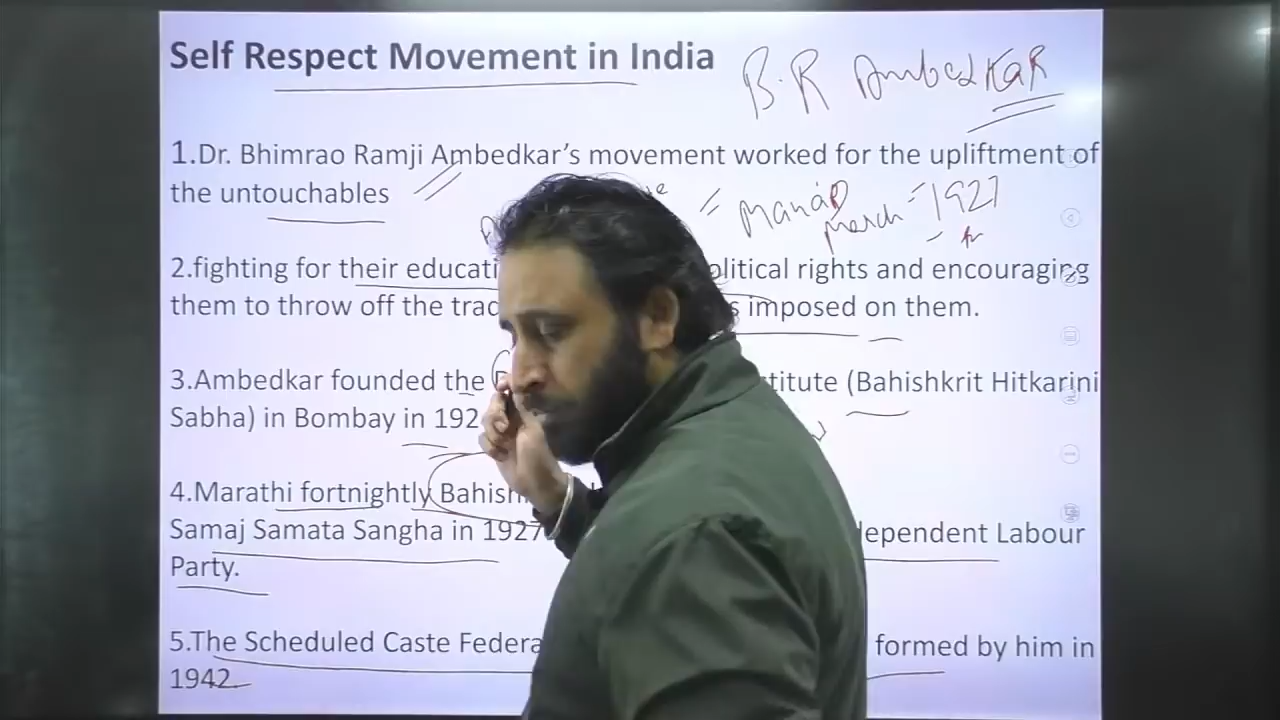 Self Respect Movement in India
B.R Ambedkar
1.Dr. Bhimrao Ramji Ambedkar's movement worked for the upliftment of
the untouchables
= Mahad March - 1927
2.fighting for their educati olitical rights and encouraging
them to throw off the trad s imposed on them.
3.Ambedkar founded the titute (Bahishkrit Hitkarini
Sabha) in Bombay in 192
4.Marathi fortnightly Bahish
Samaj Samata Sangha in 1927 ependent Labour
Party.
5.The Scheduled Caste Federa formed by him in
1942